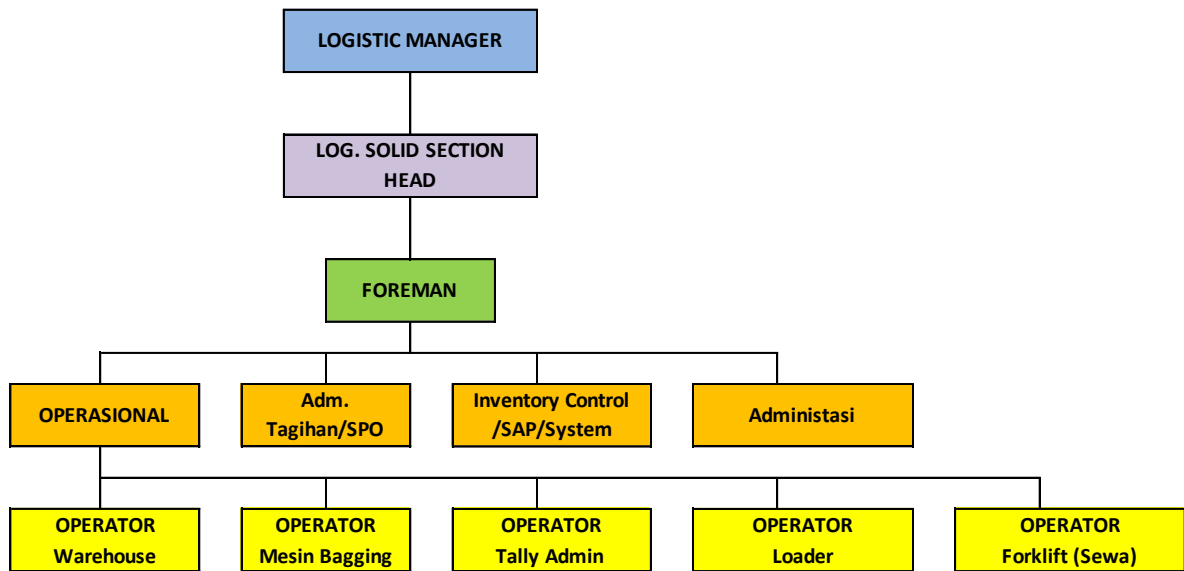 LOGISTIC MANAGER
LOG. SOLID SECTION
HEAD
FOREMAN
OPERASIONAL
Adm.
Tagihan/SPO
Inventory Control
/SAP/System
Administasi
OPERATOR
Warehouse
OPERATOR
Mesin Bagging
OPERATOR
Tally Admin
OPERATOR
Loader
OPERATOR
Forklift (Sewa)